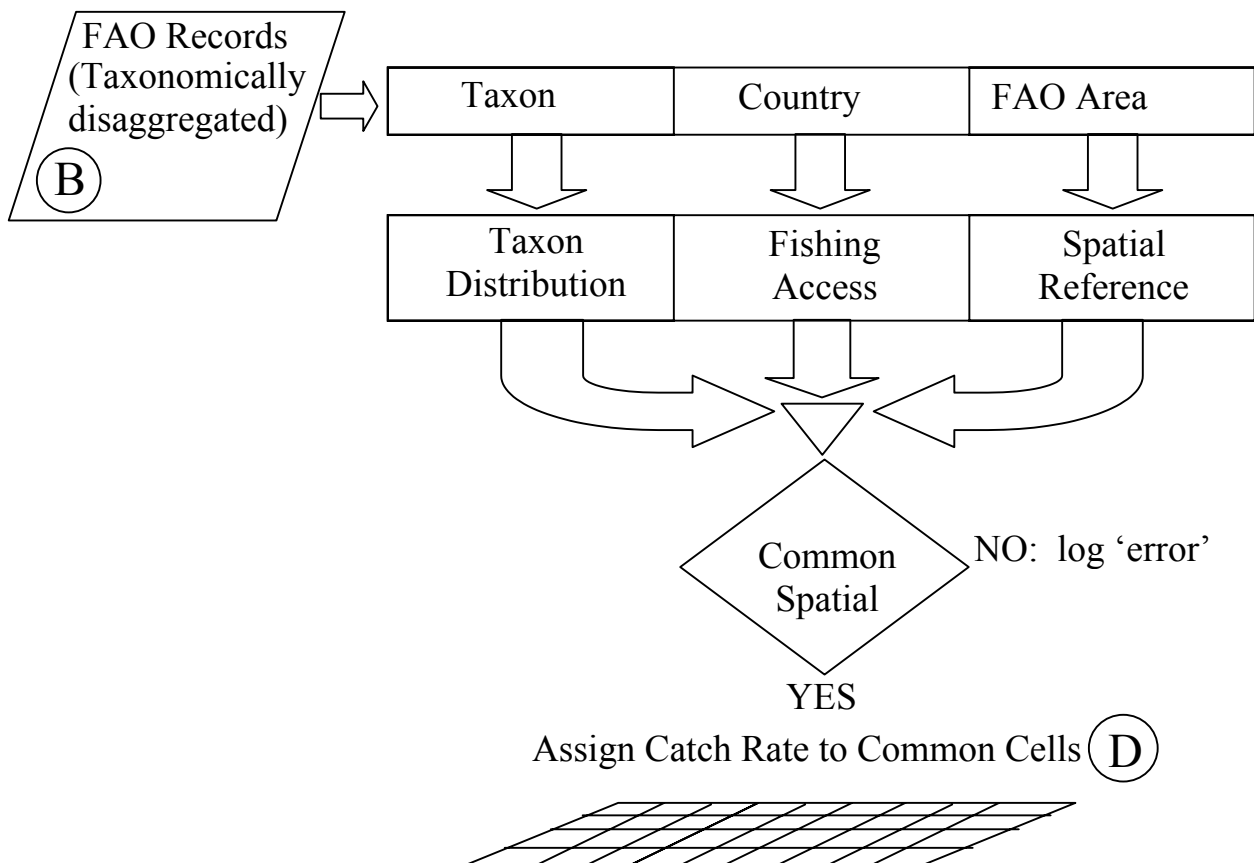 FAO Records
(Taxonomically
disaggregated)
B
Taxon
Country
FAO Area
Taxon
Distribution
Fishing
Access
Spatial
Reference
Common
Spatial
NO:  log ‘error’
YES
Assign Catch Rate to Common Cells
D